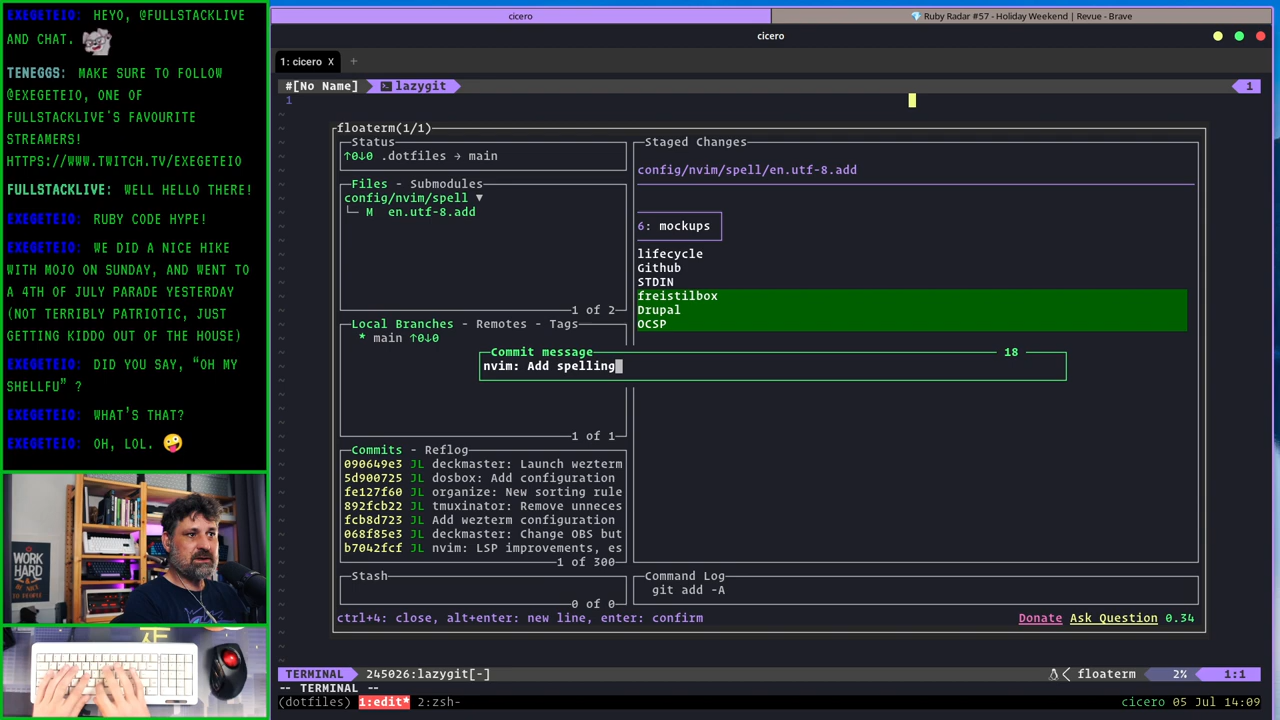 EXEGETEIO: HEYO, @FULLSTACKLIVE
AND CHAT.
TENEGGS: MAKE SURE TO FOLLOW
@EXEGETEIO, ONE OF
FULLSTACKLIVE'S FAVOURITE
STREAMERS!
HTTPS://WWW.TWITCH.TV/EXEGETEIO
FULLSTACKLIVE: WELL HELLO THERE!
EXEGETEIO: RUBY CODE HYPE!
EXEGETEIO: WE DID A NICE HIKE
WITH MOJO ON SUNDAY, AND WENT TO
A 4TH OF JULY PARADE YESTERDAY
(NOT TERRIBLY PATRIOTIC, JUST
GETTING KIDDO OUT OF THE HOUSE)
EXEGETEIO: DID YOU SAY, “OH MY
SHELLFU” ?
EXEGETEIO: WHAT'S THAT?
EXEGETEIO: OH, LOL. 🤪
WORK
HARD
cicero
💎 Ruby Radar #57 - Holiday Weekend | Revue - Brave
cicero
1: cicero X +
#[No Name] lazygit 1
1
floaterm(1/1)
Status
↑0↓0 .dotfiles → main
Files - Submodules
config/nvim/spell ▼
└─ M en.utf-8.add
1 of 2
Local Branches - Remotes - Tags
* main ↑0↓0
1 of 1
Commits - Reflog
090649e3 JL deckmaster: Launch wezterm
5d900725 JL dosbox: Add configuration
fe127f60 JL organize: New sorting rule
892fcb22 JL tmuxinator: Remove unneces
fcb8d723 JL Add wezterm configuration
068f85e3 JL deckmaster: Change OBS but
b7042fcf JL nvim: LSP improvements, es
1 of 300
Stash
0 of 0
Staged Changes
config/nvim/spell/en.utf-8.add
6: mockups
lifecycle
Github
STDIN
freistilbox
Drupal
OCSP
Commit message 18
nvim: Add spelling
Command Log
git add -A
ctrl+4: close, alt+enter: new line, enter: confirm
Donate Ask Question 0.34
TERMINAL 245026:lazygit[-] floaterm 2% 1:1
-- TERMINAL --
(dotfiles) 1:edit* 2:zsh- cicero 05 Jul 14:09